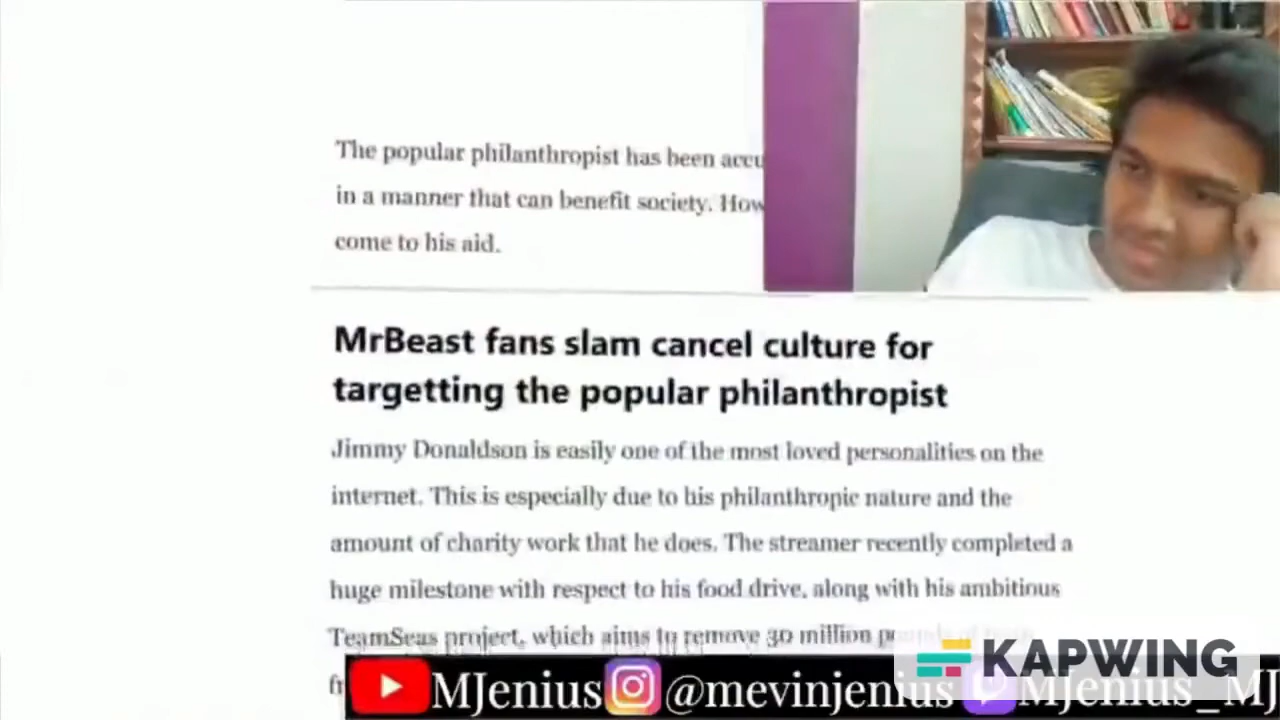 The popular philanthropist has been accu
in a manner that can benefit society. How
come to his aid.
MrBeast fans slam cancel culture for
targetting the popular philanthropist
Jimmy Donaldson is easily one of the most loved personalities on the
internet. This is especially due to his philanthropic nature and the
amount of charity work that he does. The streamer recently completed a
huge milestone with respect to his food drive, along with his ambitious
TeamSeas project, which aims to remove 30 million
fr
MJenius @mevinjenius MJenius_MJ
KAPWING